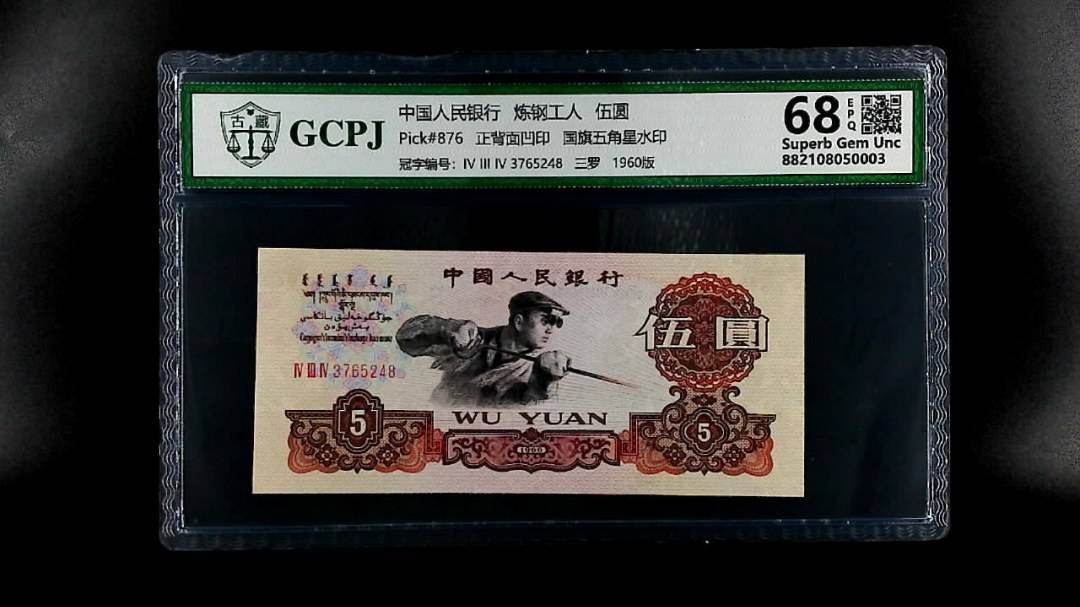 古 藏
GCPJ
中国人民银行 炼钢工人 伍圆
Pick#876 正背面凹印 国旗五角星水印
冠字编号: Ⅳ Ⅲ Ⅳ 3765248 三罗 1960版
68 EPQ
Superb Gem Unc
882108050003
中國人民銀行
伍圓
Ⅳ Ⅲ Ⅳ 3765248
5
WU YUAN
5
1960